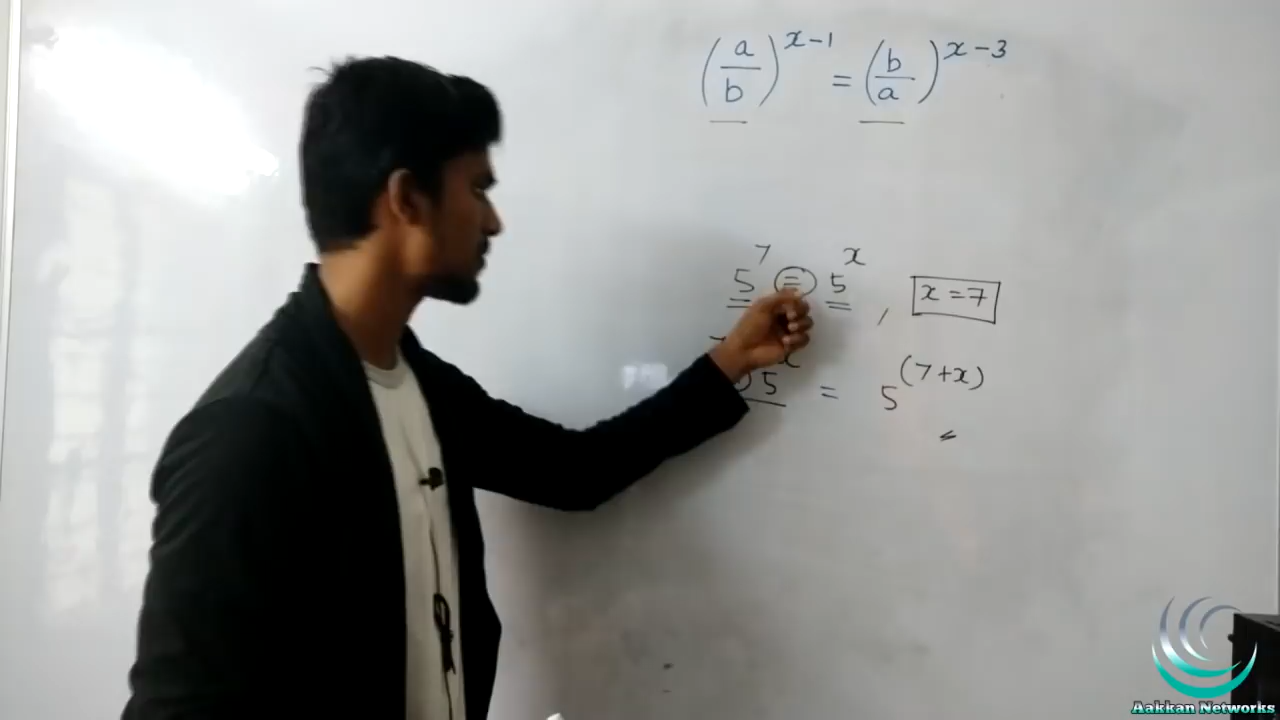 (a/b)^(x-1) = (b/a)^(x-3)
5^7 = 5^x , x = 7
5 = 5^(7+x)
Aakkan Networks